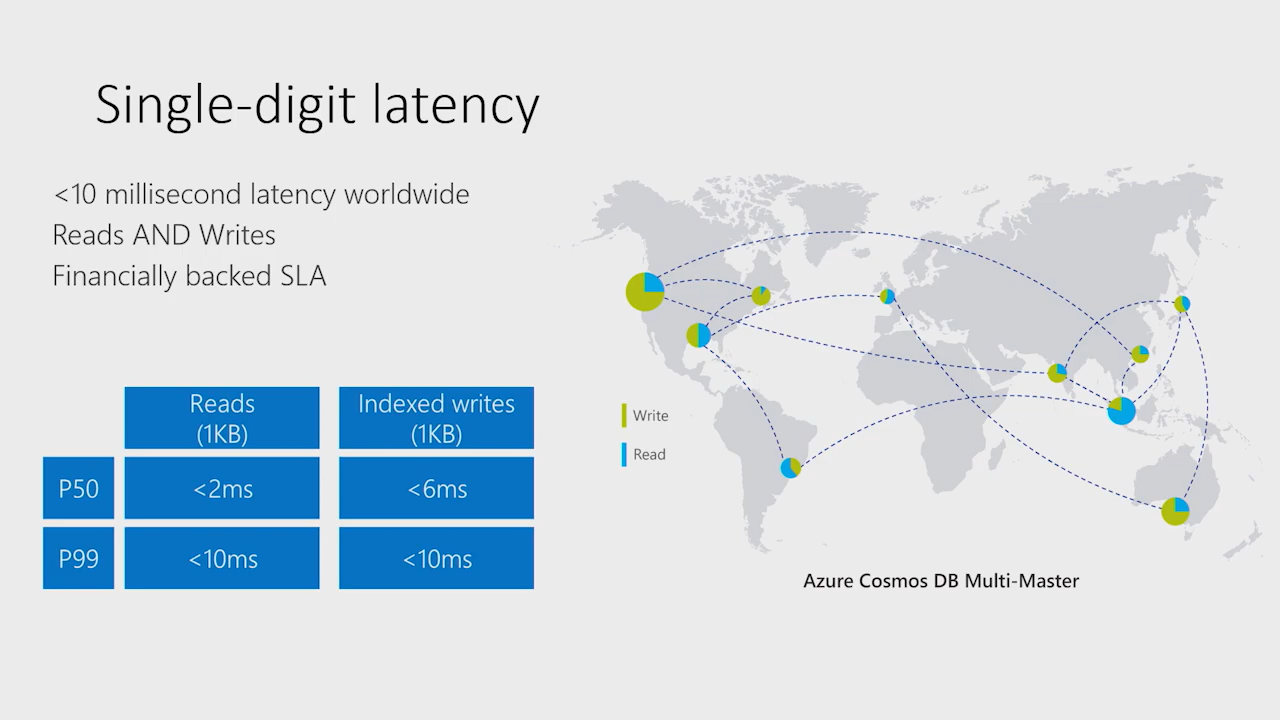 Single-digit latency
<10 millisecond latency worldwide
Reads AND Writes
Financially backed SLA
Reads
(1KB)
Indexed writes
(1KB)
P50
<2ms
<6ms
P99
<10ms
<10ms
Write
Read
Azure Cosmos DB Multi-Master